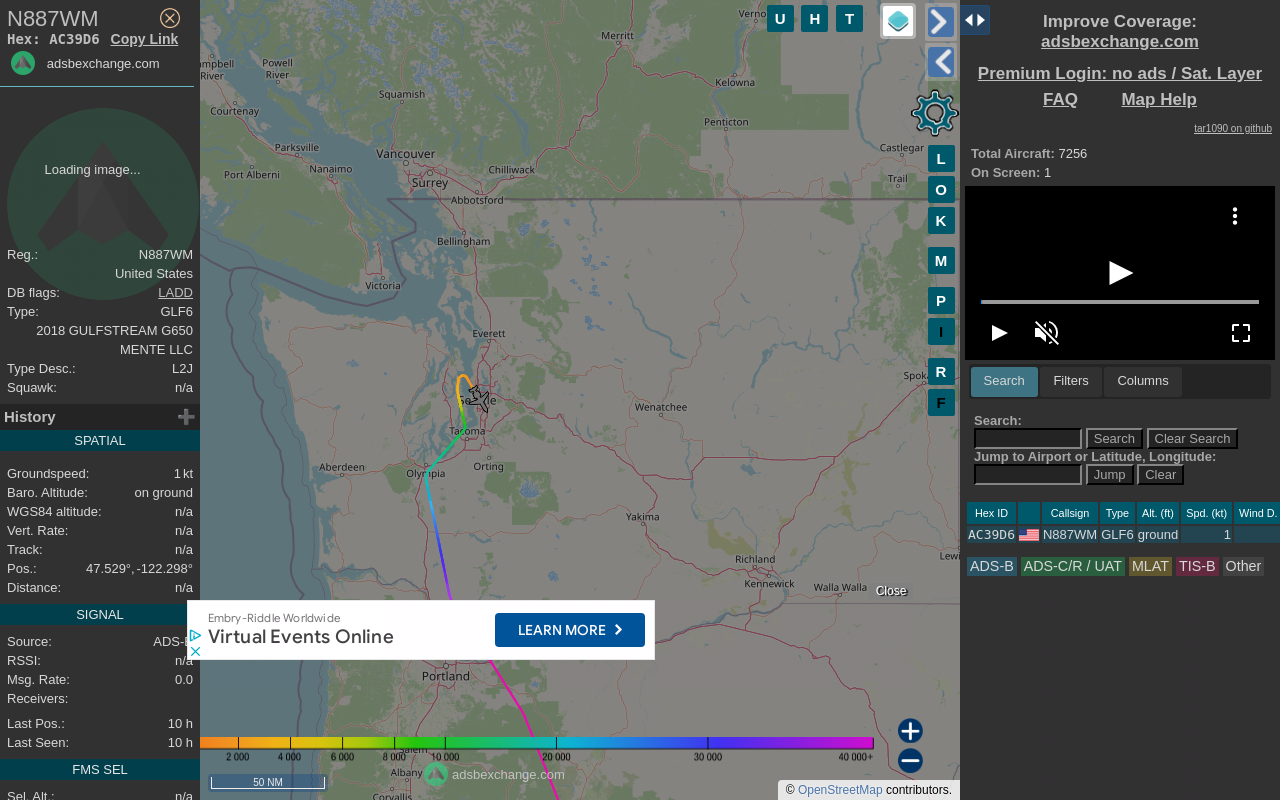 N887WM
Hex: AC39D6 Copy Link
adsbexchange.com
Loading image...
Reg.: N887WM
United States
DB flags: LADD
Type: GLF6
2018 GULFSTREAM G650
MENTE LLC
Type Desc.: L2J
Squawk: n/a
History
SPATIAL
Groundspeed: 1 kt
Baro. Altitude: on ground
WGS84 altitude: n/a
Vert. Rate: n/a
Track: n/a
Pos.: 47.529°, -122.298°
Distance: n/a
SIGNAL
Source: ADS-
RSSI: n/a
Msg. Rate: 0.0
Receivers:
Last Pos.: 10 h
Last Seen: 10 h
FMS SEL
Sel. Alt.: n/a
U H T
Merritt
Powell
River
River
Squamish
Courtenay
Kelowna
Penticton
Parksville
Vancouver
Nanaimo
Port Alberni
Surrey
Chilliwack
Castlegar
Trail
Abbotsford
Bellingham
Victoria
Everett
Wenatchee
Tacoma
Aberdeen
Olympia
Orting
Yakima
Richland
Kennewick
Walla Walla
Portland
Salem
Albany
Corvallis
L
O
K
M
P
I
R
F
Close
Embry-Riddle Worldwide
Virtual Events Online
LEARN MORE
2 000 4 000 6 000 8 000 10 000 20 000 30 000 40 000+
adsbexchange.com
50 NM
© OpenStreetMap contributors.
Improve Coverage:
adsbexchange.com
Premium Login: no ads / Sat. Layer
FAQ Map Help
tar1090 on github
Total Aircraft: 7256
On Screen: 1
Search Filters Columns
Search:
Search Clear Search
Jump to Airport or Latitude, Longitude:
Jump Clear
Hex ID Callsign Type Alt. (ft) Spd. (kt) Wind D.
AC39D6 N887WM GLF6 ground 1
ADS-B ADS-C/R / UAT MLAT TIS-B Other